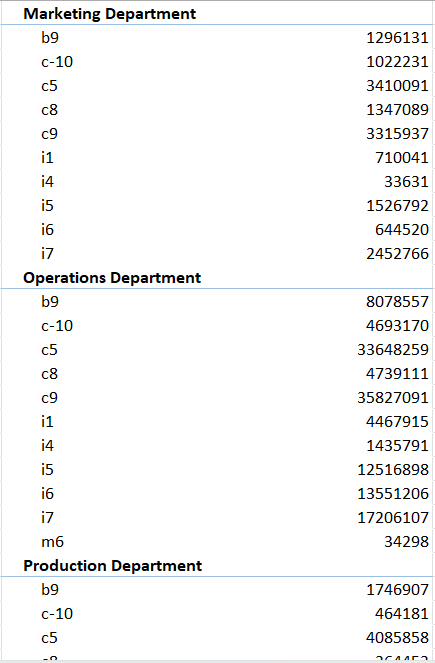 Marketing Department
b9 1296131
c-10 1022231
c5 3410091
c8 1347089
c9 3315937
i1 710041
i4 33631
i5 1526792
i6 644520
i7 2452766
Operations Department
b9 8078557
c-10 4693170
c5 33648259
c8 4739111
c9 35827091
i1 4467915
i4 1435791
i5 12516898
i6 13551206
i7 17206107
m6 34298
Production Department
b9 1746907
c-10 464181
c5 4085858